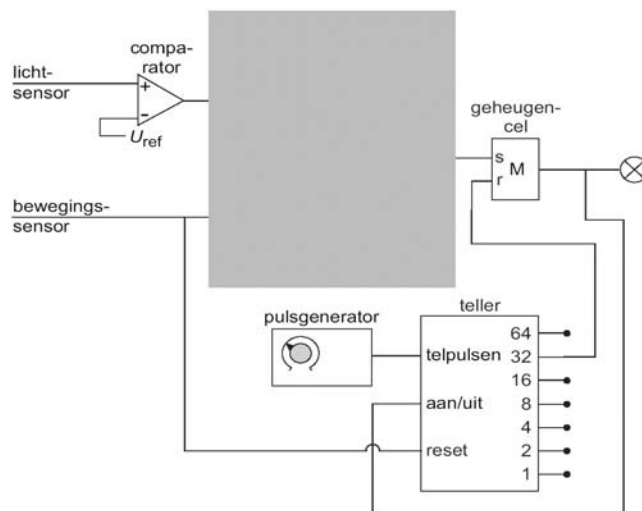 compa-
rator
licht-
sensor
+
-
Uref
geheugen-
cel
s
M
r
bewegings-
sensor
pulsgenerator
teller
telpulsen
aan/uit
reset
64
32
16
8
4
2
1